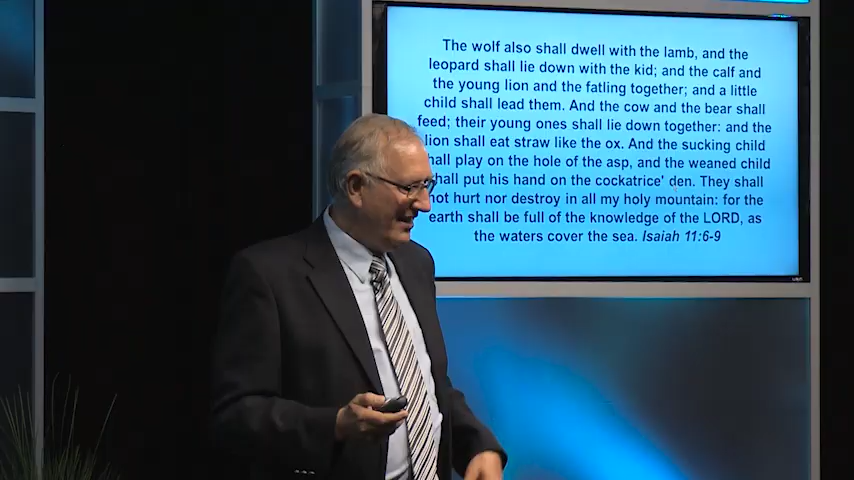 The wolf also shall dwell with the lamb, and the
leopard shall lie down with the kid; and the calf and
the young lion and the fatling together; and a little
child shall lead them. And the cow and the bear shall
feed; their young ones shall lie down together: and the
lion shall eat straw like the ox. And the sucking child
hall play on the hole of the asp, and the weaned child
hall put his hand on the cockatrice' den. They shall
not hurt nor destroy in all my holy mountain: for the
earth shall be full of the knowledge of the LORD, as
the waters cover the sea. Isaiah 11:6-9